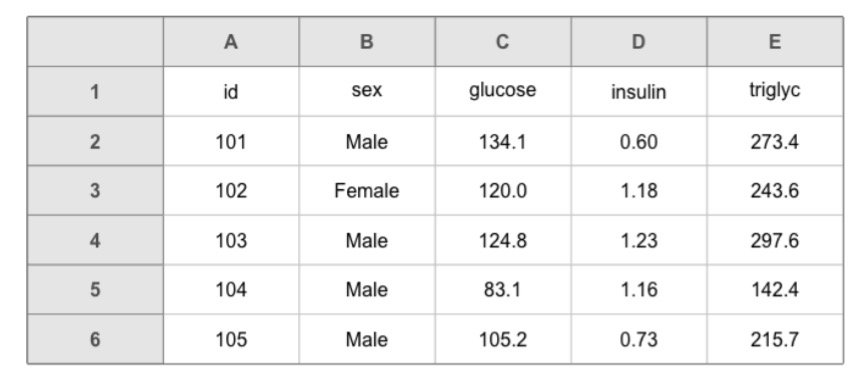 A B C D E
1 id sex glucose insulin triglyc
2 101 Male 134.1 0.60 273.4
3 102 Female 120.0 1.18 243.6
4 103 Male 124.8 1.23 297.6
5 104 Male 83.1 1.16 142.4
6 105 Male 105.2 0.73 215.7